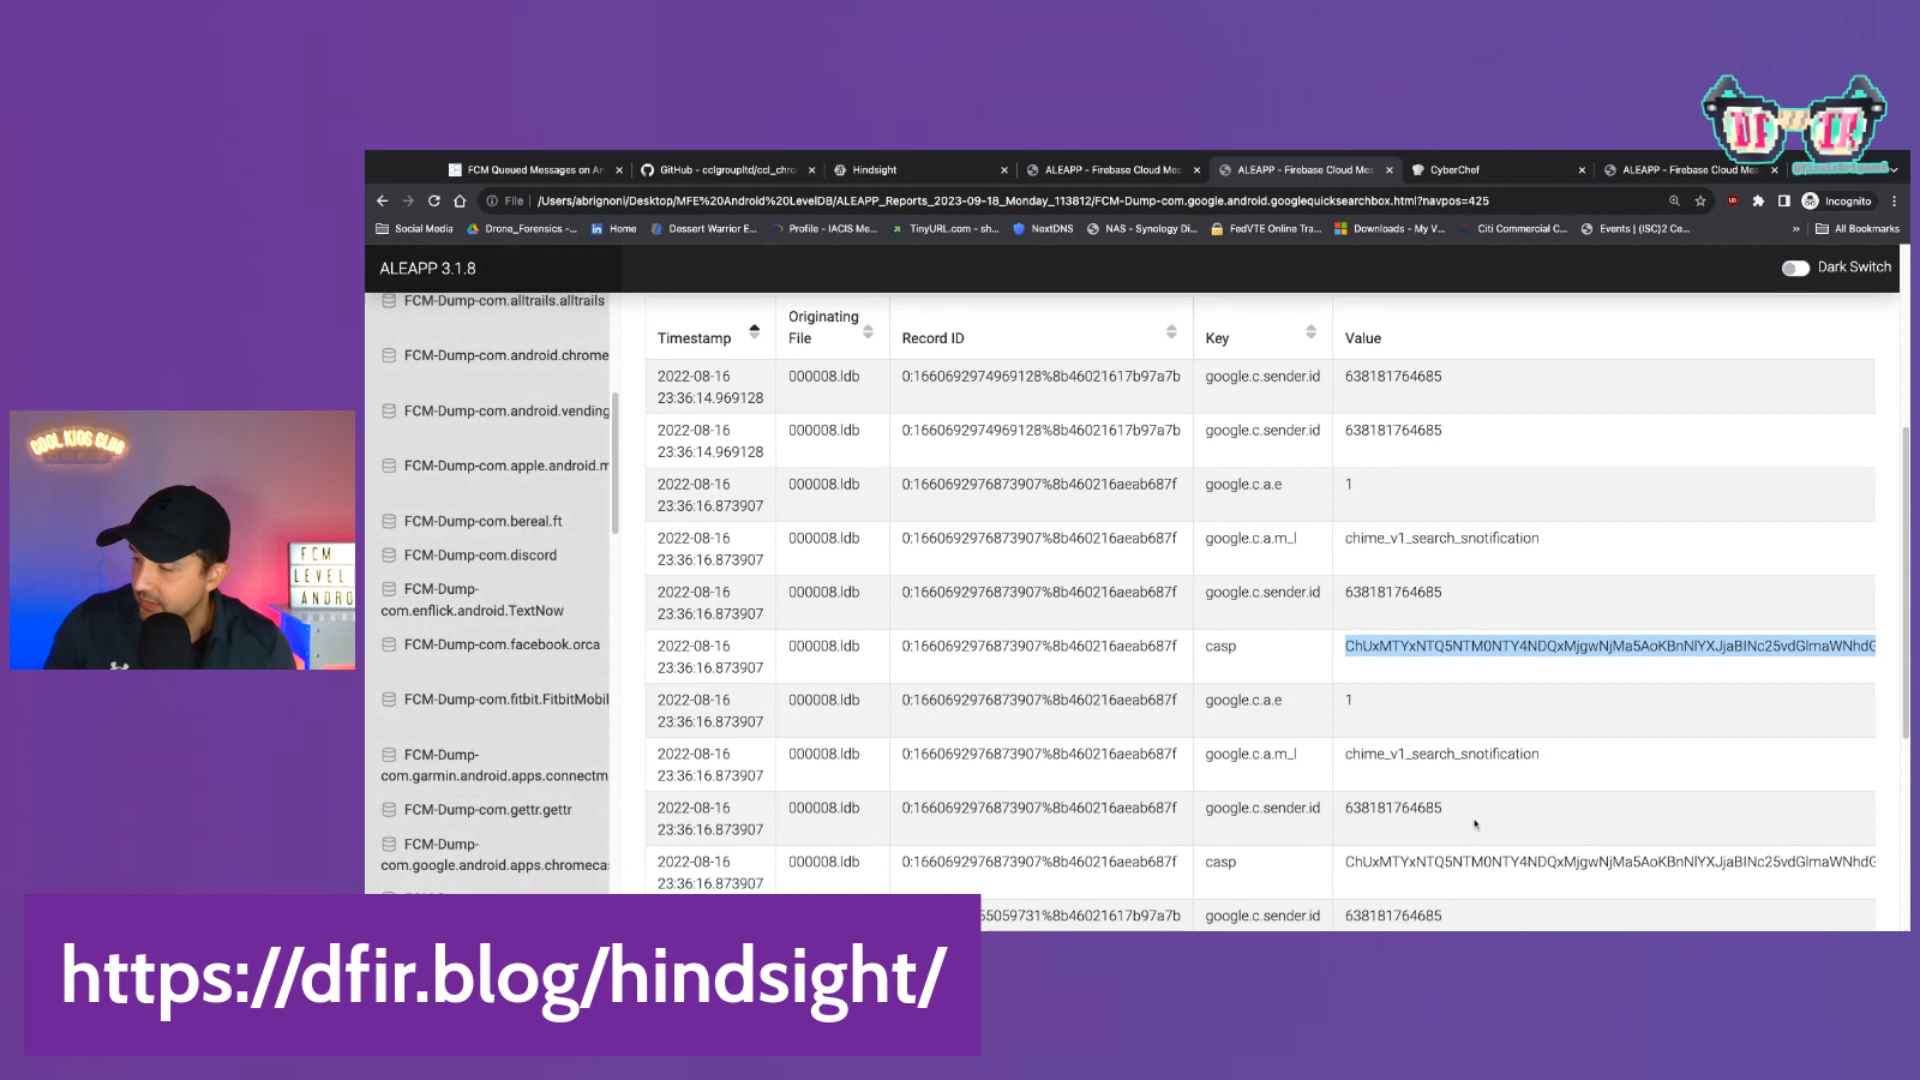 DF IR
FCM Queued Messages on An
GitHub - cclgroupltd/ccl_chro
Hindsight
ALEAPP - Firebase Cloud Mes
ALEAPP - Firebase Cloud Mes
CyberChef
ALEAPP - Firebase Cloud Mes
File
/Users/abrignoni/Desktop/MFE%20Android%20LevelDB/ALEAPP_Reports_2023-09-18_Monday_113812/FCM-Dump-com.google.android.googlequicksearchbox.html?navpos=425
Incognito
Social Media
Drone_Forensics -...
Home
Dessert Warrior E...
Profile - IACIS Me...
TinyURL.com - sh...
NextDNS
NAS - Synology Di...
FedVTE Online Tra...
Downloads - My V...
Citi Commercial C...
Events | (ISC)2 Ce...
»
All Bookmarks
ALEAPP 3.1.8
Dark Switch
FCM-Dump-com.alltrails.alltrails
FCM-Dump-com.android.chrome
FCM-Dump-com.android.vending
FCM-Dump-com.apple.android.m
FCM-Dump-com.bereal.ft
FCM-Dump-com.discord
FCM-Dump-
com.enflick.android.TextNow
FCM-Dump-com.facebook.orca
FCM-Dump-com.fitbit.FitbitMobil
FCM-Dump-
com.garmin.android.apps.connectm
FCM-Dump-com.gettr.gettr
FCM-Dump-
com.google.android.apps.chromeca
Timestamp Originating File Record ID Key Value
2022-08-16 000008.ldb 0:1660692974969128%8b46021617b97a7b google.c.sender.id 638181764685
23:36:14.969128
2022-08-16 000008.ldb 0:1660692974969128%8b46021617b97a7b google.c.sender.id 638181764685
23:36:14.969128
2022-08-16 000008.ldb 0:1660692976873907%8b460216aeab687f google.c.a.e 1
23:36:16.873907
2022-08-16 000008.ldb 0:1660692976873907%8b460216aeab687f google.c.a.m_l chime_v1_search_snotification
23:36:16.873907
2022-08-16 000008.ldb 0:1660692976873907%8b460216aeab687f google.c.sender.id 638181764685
23:36:16.873907
2022-08-16 000008.ldb 0:1660692976873907%8b460216aeab687f casp ChUxMTYxNTQ5NTM0NTY4NDQxMjgwNjMa5AoKBnNlYXJjaBINc25vdGlmaWNhdG
23:36:16.873907
2022-08-16 000008.ldb 0:1660692976873907%8b460216aeab687f google.c.a.e 1
23:36:16.873907
2022-08-16 000008.ldb 0:1660692976873907%8b460216aeab687f google.c.a.m_l chime_v1_search_snotification
23:36:16.873907
2022-08-16 000008.ldb 0:1660692976873907%8b460216aeab687f google.c.sender.id 638181764685
23:36:16.873907
2022-08-16 000008.ldb 0:1660692976873907%8b460216aeab687f casp ChUxMTYxNTQ5NTM0NTY4NDQxMjgwNjMa5AoKBnNlYXJjaBINc25vdGlmaWNhdG
23:36:16.873907
55059731%8b46021617b97a7b google.c.sender.id 638181764685
COOL KIDS CLUB
FCM
LEVEL
ANDRO
https://dfir.blog/hindsight/